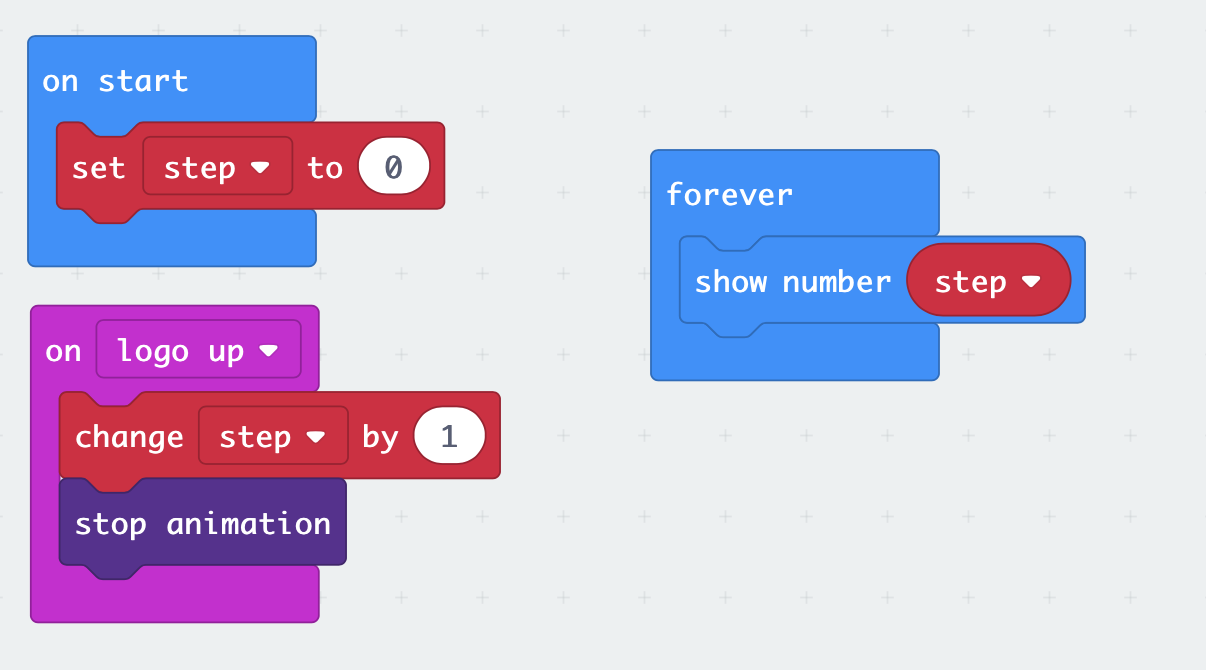 on start
set step to 0
on logo up
change step by 1
stop animation
forever
show number step